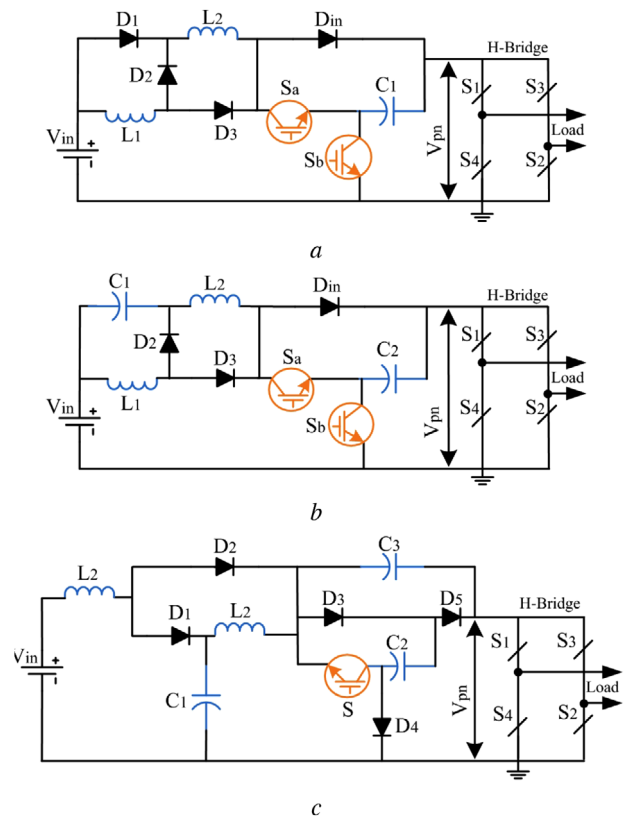 D1 L2 Din H-Bridge
D2 Sa C1 S1 S3
L1 D3 Vpn Load
Vin + - Sb S4 S2
a
C1 L2 Din H-Bridge
D2 D3 Sa C2 S1 S3
L1 Vpn Load
Vin + - Sb S4 S2
b
D2 C3
L2 D1 L2 D3 D5 H-Bridge
Vin + - C2 S1 S3
C1 S Vpn Load
D4 S4 S2
c